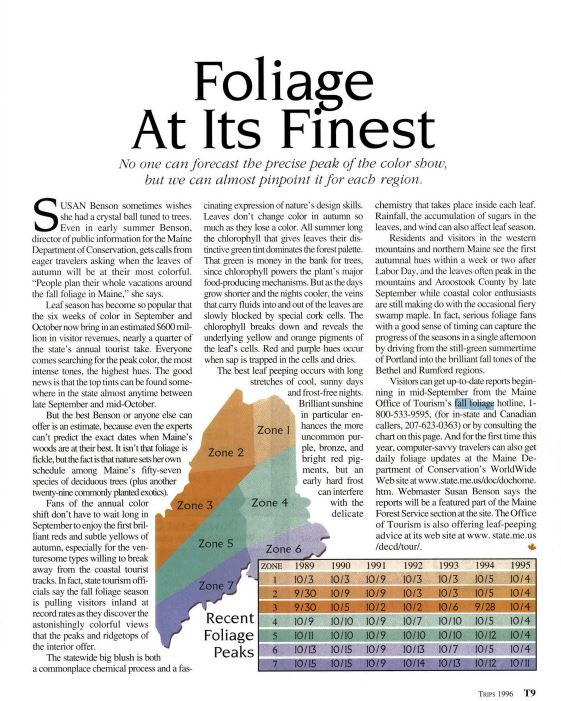 Foliage
At Its Finest
No one can forecast the precise peak of the color show,
but we can almost pinpoint it for each region.
SUSAN Benson sometimes wishes
she had a crystal ball tuned to trees.
Even in early summer Benson,
director of public information for the Maine
Department of Conservation, gets calls from
eager travelers asking when the leaves of
autumn will be at their most colorful.
“People plan their whole vacations around
the fall foliage in Maine,” she says.
Leaf season has become so popular that
the six weeks of color in September and
October now bring in an estimated $600 mil-
lion in visitor revenues, nearly a quarter of
the state’s annual tourist take. Everyone
comes searching for the peak color, the most
intense tones, the highest hues. The good
news is that the top tints can be found some-
where in the state almost anytime between
late September and mid-October.
But the best Benson or anyone else can
offer is an estimate, because even the experts
can’t predict the exact dates when Maine’s
woods are at their best. It isn’t that foliage is
fickle, but the fact is that nature sets her own
schedule among Maine’s fifty-seven
species of deciduous trees (plus another
twenty-nine commonly planted exotics).
Fans of the annual color
shift don’t have to wait long in
September to enjoy the first bril-
liant reds and subtle yellows of
autumn, especially for the ven-
turesome types willing to break
away from the coastal tourist
tracks. In fact, state tourism offi-
cials say the fall foliage season
is pulling visitors inland at
record rates as they discover the
astonishingly colorful views
that the peaks and ridgetops of
the interior offer.
The statewide big blush is both
a commonplace chemical process and a fas-
cinating expression of nature’s design skills.
Leaves don’t change color in autumn so
much as they lose a color. All summer long
the chlorophyll that gives leaves their dis-
tinctive green tint dominates the forest palette.
That green is money in the bank for trees,
since chlorophyll powers the plant’s major
food-producing mechanisms. But as the days
grow shorter and the nights cooler, the veins
that carry fluids into and out of the leaves are
slowly blocked by special cork cells. The
chlorophyll breaks down and reveals the
underlying yellow and orange pigments of
the leaf’s cells. Red and purple hues occur
when sap is trapped in the cells and dries.
The best leaf peeping occurs with long
stretches of cool, sunny days
and frost-free nights.
Brilliant sunshine
in particular en-
hances the more
uncommon pur-
ple, bronze, and
bright red pig-
ments, but an
early hard frost
can interfere
with the
delicate
chemistry that takes place inside each leaf.
Rainfall, the accumulation of sugars in the
leaves, and wind can also affect leaf season.
Residents and visitors in the western
mountains and northern Maine see the first
autumnal hues within a week or two after
Labor Day, and the leaves often peak in the
mountains and Aroostook County by late
September while coastal color enthusiasts
are still making do with the occasional fiery
swamp maple. In fact, serious foliage fans
with a good sense of timing can capture the
progress of the seasons in a single afternoon
by driving from the still-green summertime
of Portland into the brilliant fall tones of the
Bethel and Rumford regions.
Visitors can get up-to-date reports begin-
ning in mid-September from the Maine
Office of Tourism’s fall foliage hotline, 1-
800-533-9595, (for in-state and Canadian
callers, 207-623-0363) or by consulting the
chart on this page. And for the first time this
year, computer-savvy travelers can also get
daily foliage updates at the Maine De-
partment of Conservation’s WorldWide
Web site at www.state.me.us/doc/dochome.
htm. Webmaster Susan Benson says the
reports will be a featured part of the Maine
Forest Service section at the site. The Office
of Tourism is also offering leaf-peeping
advice at its web site at www. state.me.us
/decd/tour/.
Zone 1
Zone 2
Zone 3
Zone 4
Zone 5
Zone 6
Zone 7
Recent
Foliage
Peaks
ZONE 1989 1990 1991 1992 1993 1994 1995
1 10/3 10/3 10/9 10/3 10/3 10/5 10/4
2 9/30 10/9 10/9 10/3 10/3 10/5 10/4
3 9/30 10/5 10/2 10/2 10/6 9/28 10/4
4 10/9 10/10 10/9 10/7 10/10 10/5 10/4
5 10/11 10/10 10/9 10/10 10/10 10/12 10/4
6 10/13 10/15 10/9 10/13 10/7 10/5 10/4
7 10/15 10/15 10/9 10/14 10/13 10/12 10/11
TRIPS 1996 T9